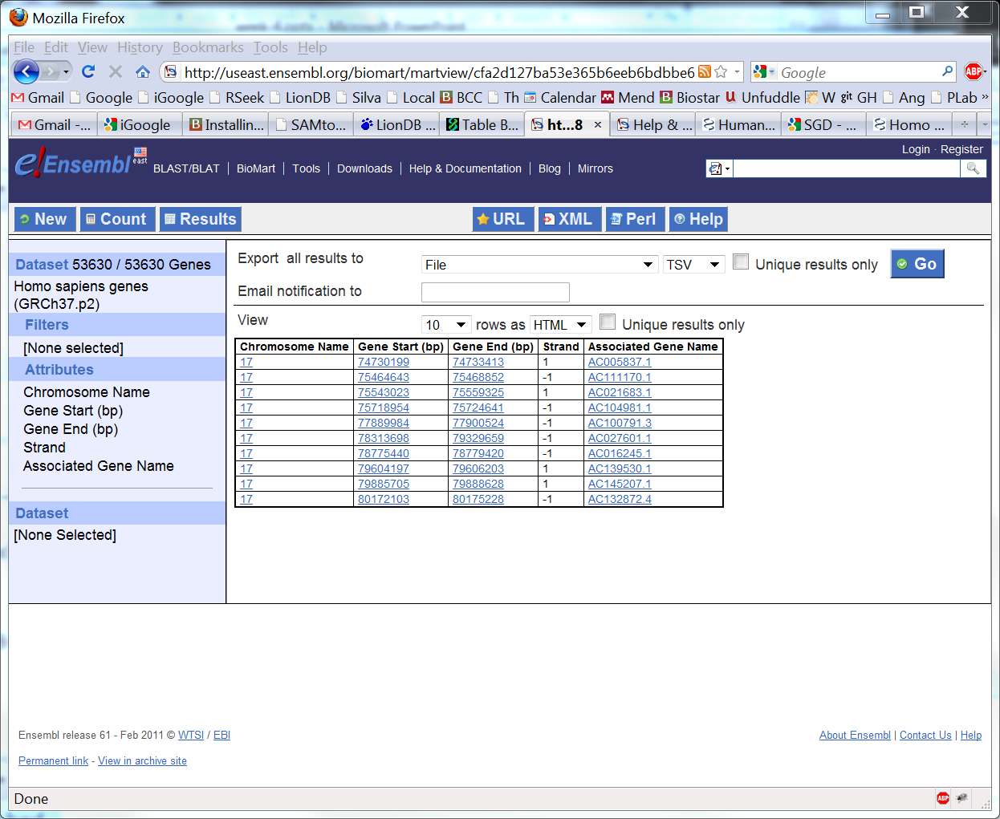 Mozilla Firefox
File Edit View History Bookmarks Tools Help
http://useast.ensembl.org/biomart/martview/cfa2d127ba53e365b6eeb6bdbbe6 Google ABP
Gmail Google iGoogle RSeek LionDB Silva Local BCC Th Calendar Mend Biostar Unfuddle W git GH Ang PLab »
Gmail -... iGoogle Installin... SAMto... LionDB ... Table B... ht...8 × Help & ... Human... SGD - ... Homo ...
Login · Register
e!Ensembl east BLAST/BLAT | BioMart | Tools | Downloads | Help & Documentation | Blog | Mirrors
New Count Results URL XML Perl Help
Dataset 53630 / 53630 Genes
Homo sapiens genes
(GRCh37.p2)
Filters
[None selected]
Attributes
Chromosome Name
Gene Start (bp)
Gene End (bp)
Strand
Associated Gene Name
Dataset
[None Selected]
Export all results to File TSV Unique results only Go
Email notification to
View 10 rows as HTML Unique results only
Chromosome Name Gene Start (bp) Gene End (bp) Strand Associated Gene Name
17 74730199 74733413 1 AC005837.1
17 75464643 75468852 -1 AC111170.1
17 75543023 75559325 1 AC021683.1
17 75718954 75724641 -1 AC104981.1
17 77889984 77900524 -1 AC100791.3
17 78313698 79329659 -1 AC027601.1
17 78775440 78779420 -1 AC016245.1
17 79604197 79606203 1 AC139530.1
17 79885705 79888628 1 AC145207.1
17 80172103 80175228 -1 AC132872.4
Ensembl release 61 - Feb 2011 © WTSI / EBI
About Ensembl | Contact Us | Help
Permanent link - View in archive site
Done ABP